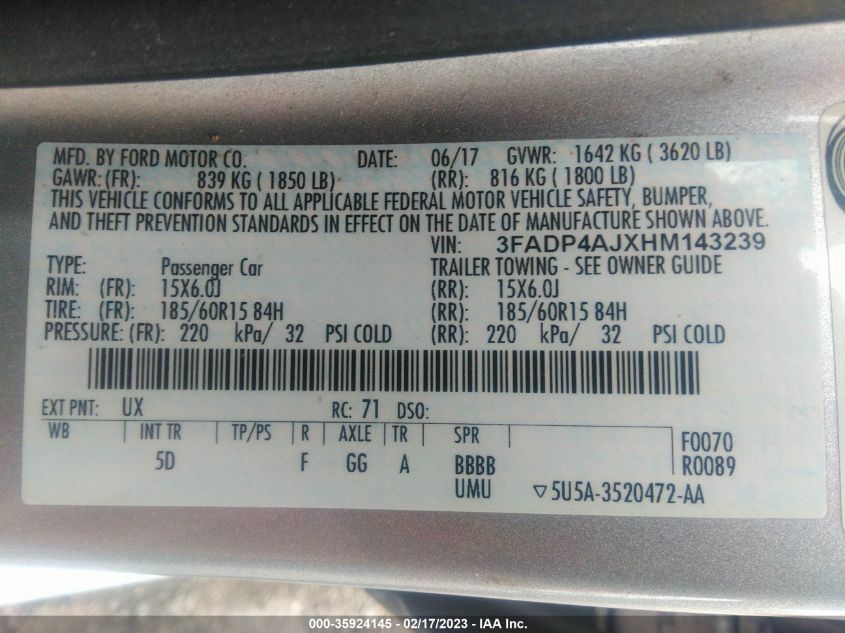 MFD. BY FORD MOTOR CO. DATE: 06/17 GVWR: 1642 KG ( 3620 LB)
GAWR: (FR): 839 KG ( 1850 LB) (RR): 816 KG ( 1800 LB)
THIS VEHICLE CONFORMS TO ALL APPLICABLE FEDERAL MOTOR VEHICLE SAFETY, BUMPER,
AND THEFT PREVENTION STANDARDS IN EFFECT ON THE DATE OF MANUFACTURE SHOWN ABOVE.
VIN: 3FADP4AJXHM143239
TYPE: Passenger Car TRAILER TOWING - SEE OWNER GUIDE
RIM: (FR): 15X6.0J (RR): 15X6.0J
TIRE: (FR): 185/60R15 84H (RR): 185/60R15 84H
PRESSURE: (FR): 220 kPa/ 32 PSI COLD (RR): 220 kPa/ 32 PSI COLD
EXT PNT: UX RC: 71 DSO:
WB INT TR TP/PS R AXLE TR SPR F0070
5D F GG A BBBB R0089
UMU ▽5U5A-3520472-AA
000-35924145 - 02/17/2023 - © IAA Inc.